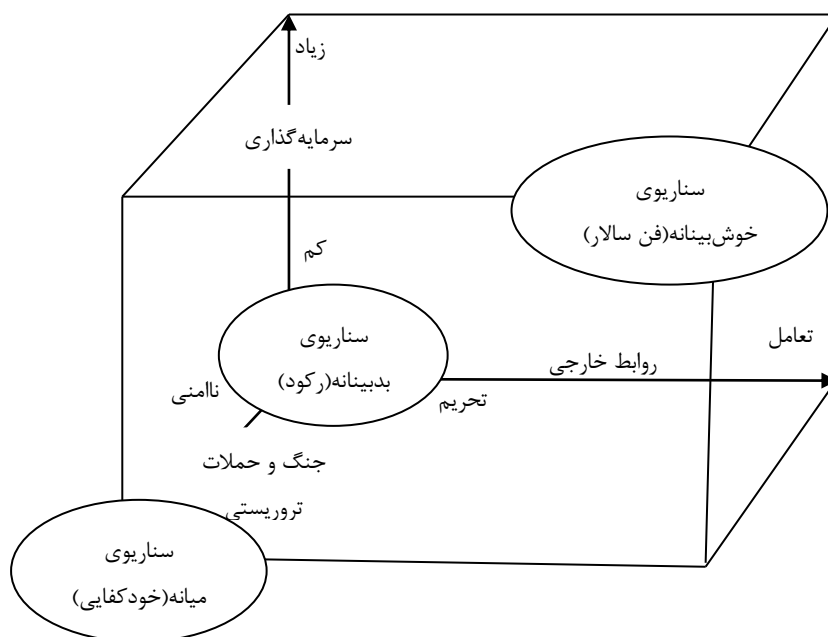 زیاد
سرمایه‌گذاری
سناریوی
خوش‌بینانه(فن سالار)
کم
سناریوی
بدبینانه(رکود)
تعامل
روابط خارجی
تحریم
ناامنی
جنگ و حملات
تروریستی
سناریوی
میانه(خودکفایی)